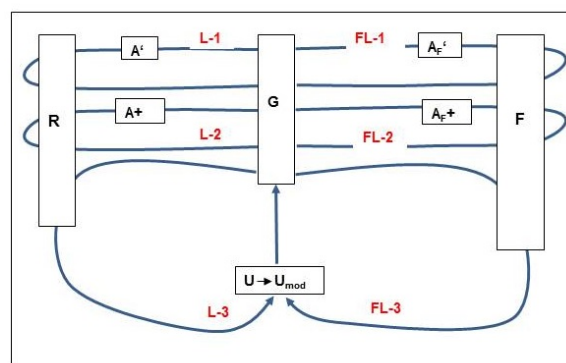 L-1
FL-1
A‘
A_F‘
R
G
F
A+
A_F+
L-2
FL-2
U→U_mod
L-3
FL-3